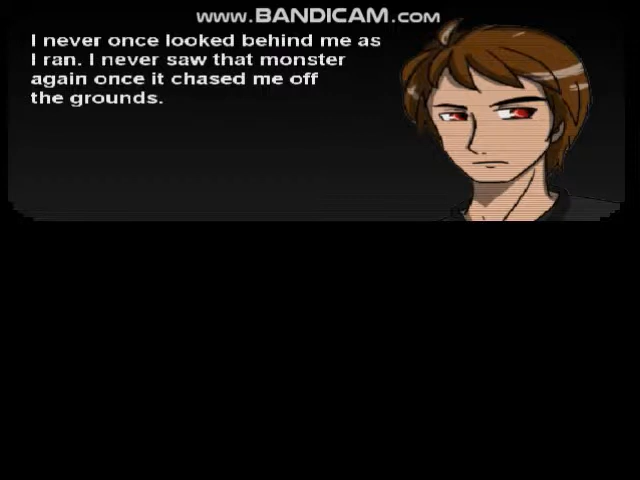 www.BANDICAM.com
I never once looked behind me as
I ran. I never saw that monster
again once it chased me off
the grounds.